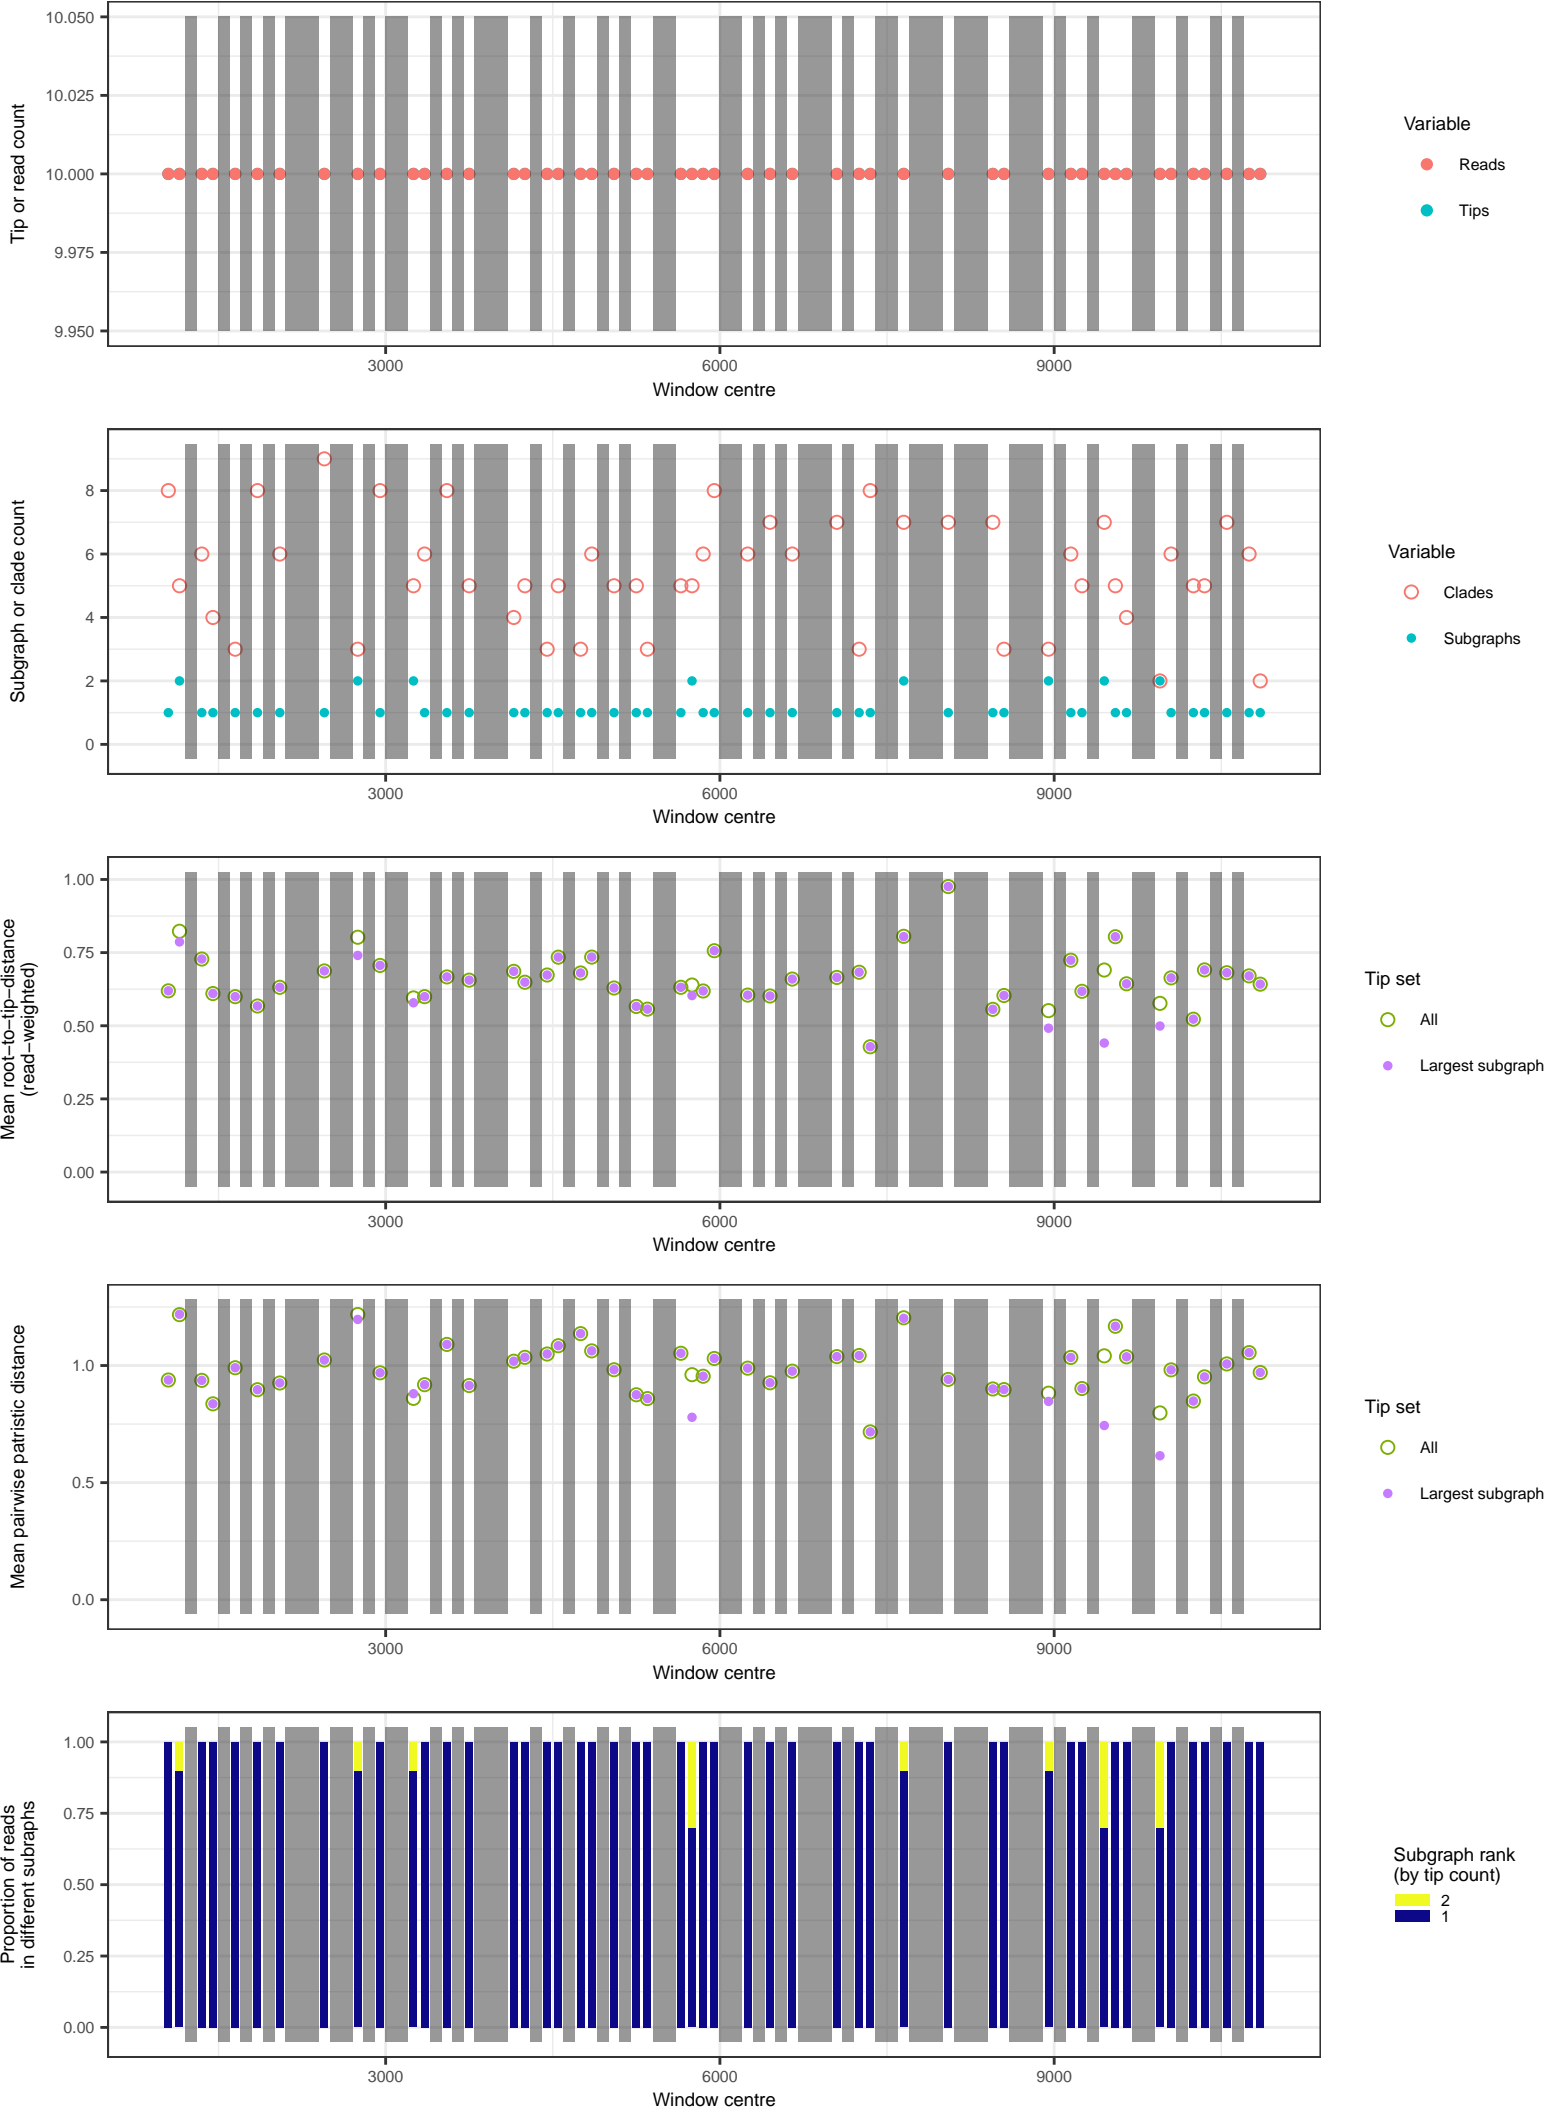 10.050
10.025
10.000
9.975
9.950
Tip or read count
3000 6000 9000
Window centre
Variable
Reads
Tips
8
6
4
2
0
Subgraph or clade count
3000 6000 9000
Window centre
Variable
Clades
Subgraphs
1.00
0.75
0.50
0.25
0.00
Mean root−to−tip−distance
(read−weighted)
3000 6000 9000
Window centre
Tip set
All
Largest subgraph
1.0
0.5
0.0
Mean pairwise patristic distance
3000 6000 9000
Window centre
Tip set
All
Largest subgraph
1.00
0.75
0.50
0.25
0.00
Proportion of reads
in different subraphs
3000 6000 9000
Window centre
Subgraph rank
(by tip count)
2
1